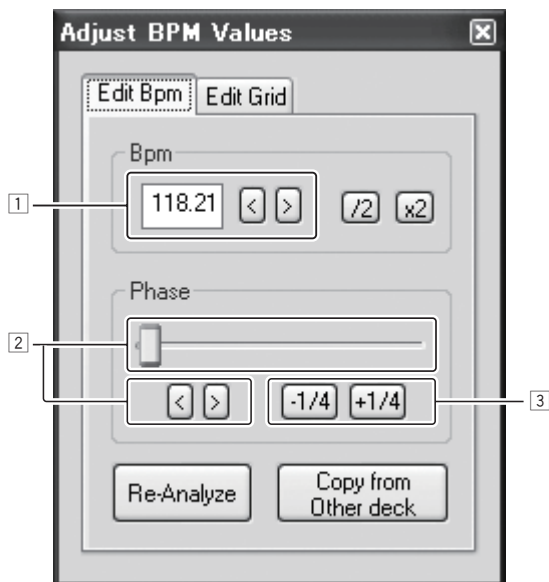 Adjust BPM Values
Edit Bpm Edit Grid
Bpm
1 118.21 < > /2 x2
Phase
2
< > -1/4 +1/4 3
Re-Analyze Copy from
Other deck